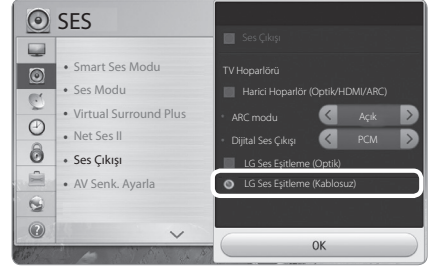 SES
Smart Ses Modu
Ses Modu
Virtual Surround Plus
Net Ses II
Ses Çıkışı
AV Senk. Ayarla
Ses Çıkışı
TV Hoparlörü
Harici Hoparlör (Optik/HDMI/ARC)
ARC modu Açık
Dijital Ses Çıkışı PCM
LG Ses Eşitleme (Optik)
LG Ses Eşitleme (Kablosuz)
OK